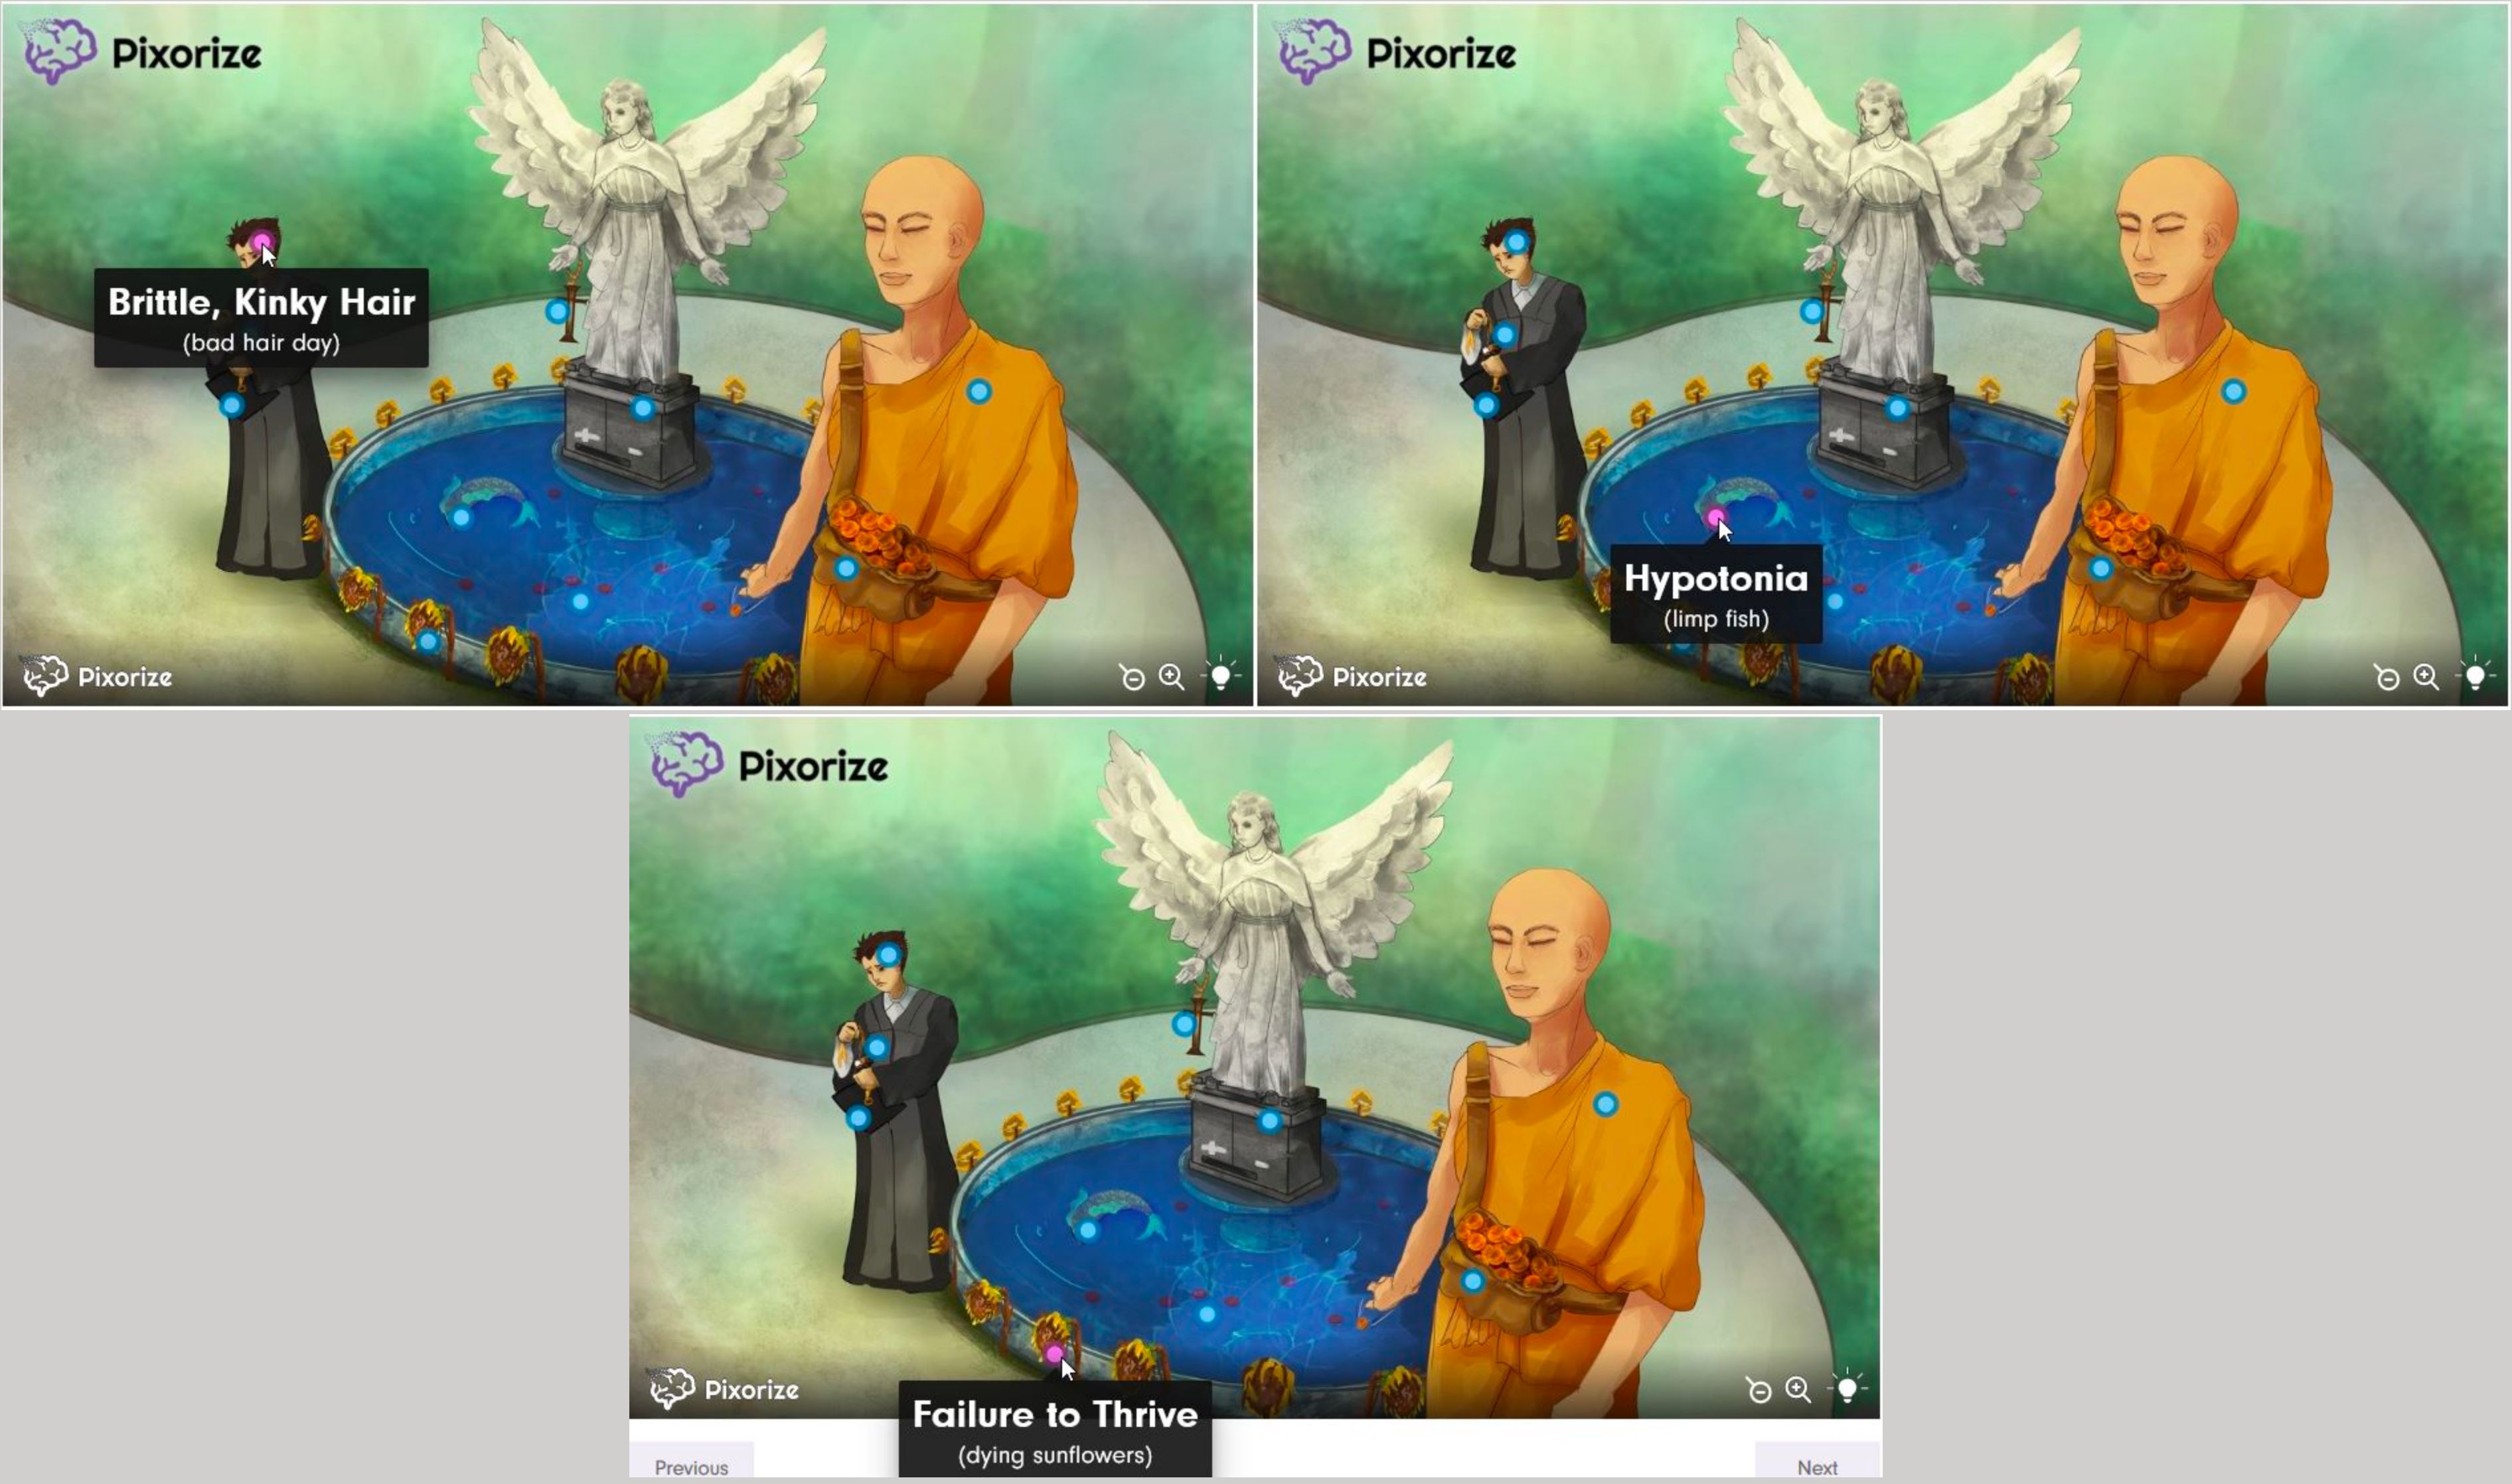 Pixorize
Brittle, Kinky Hair
(bad hair day)
Pixorize
Pixorize
Hypotonia
(limp fish)
Pixorize
Pixorize
Pixorize
Failure to Thrive
(dying sunflowers)
Previous
Next